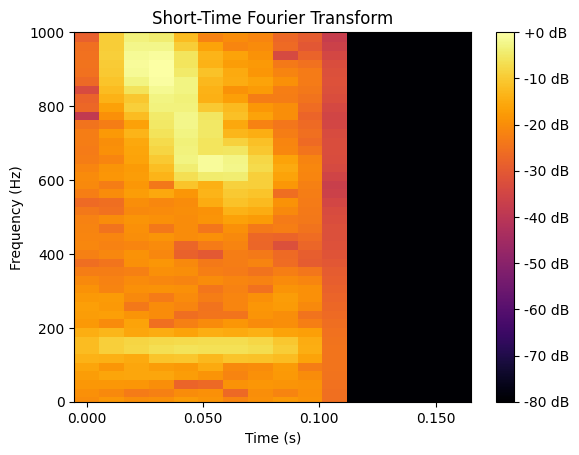 Short-Time Fourier Transform
1000
800
600
400
200
0
Frequency (Hz)
0.000
0.050
0.100
0.150
Time (s)
+0 dB
-10 dB
-20 dB
-30 dB
-40 dB
-50 dB
-60 dB
-70 dB
-80 dB